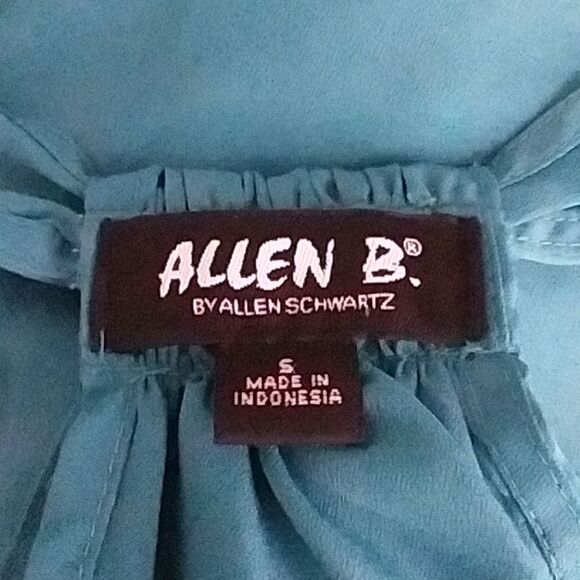 ALLEN B.®
BY ALLEN SCHWARTZ
S
MADE IN
INDONESIA